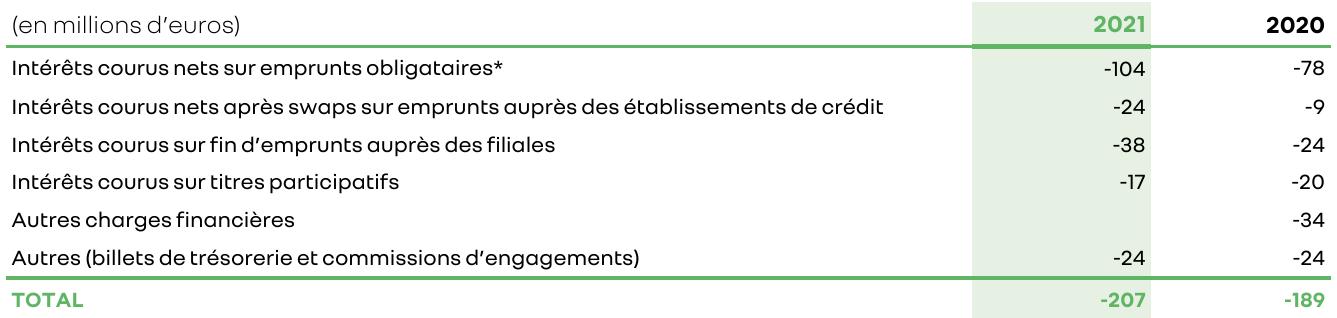 (en millions d'euros) 2021 2020
Intérêts courus nets sur emprunts obligataires* -104 -78
Intérêts courus nets après swaps sur emprunts auprès des établissements de crédit -24 -9
Intérêts courus sur fin d'emprunts auprès des filiales -38 -24
Intérêts courus sur titres participatifs -17 -20
Autres charges financières -34
Autres (billets de trésorerie et commissions d'engagements) -24 -24
TOTAL -207 -189